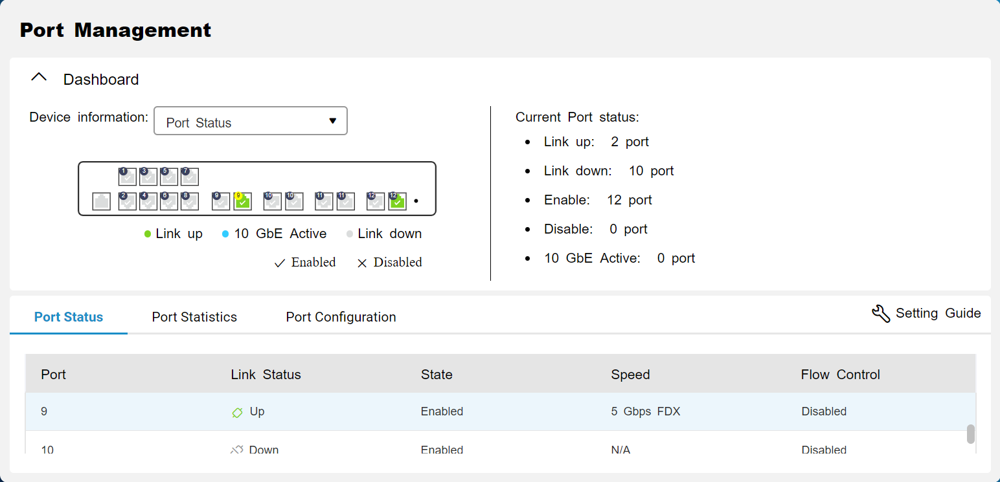 Port Management
Dashboard
Device information: Port Status
1 3 5 7
2 4 6 8 9 9 10 10 11 11 12 12
Link up 10 GbE Active Link down
Enabled Disabled
Current Port status:
Link up: 2 port
Link down: 10 port
Enable: 12 port
Disable: 0 port
10 GbE Active: 0 port
Port Status Port Statistics Port Configuration Setting Guide
Port Link Status State Speed Flow Control
9 Up Enabled 5 Gbps FDX Disabled
10 Down Enabled N/A Disabled